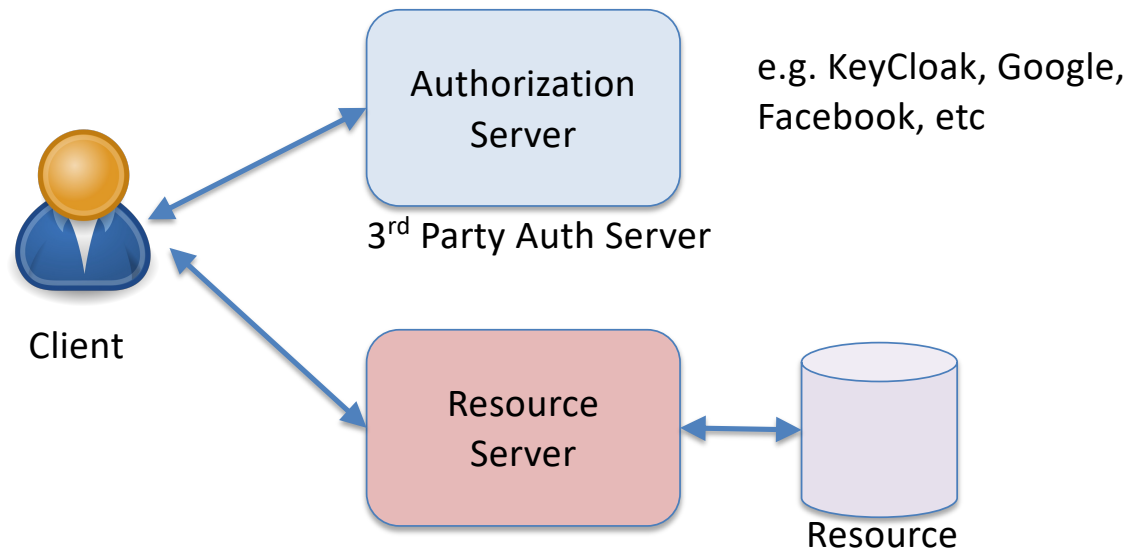 Authorization
Server
e.g. KeyCloak, Google,
Facebook, etc
3rd Party Auth Server
Client
Resource
Server
Resource